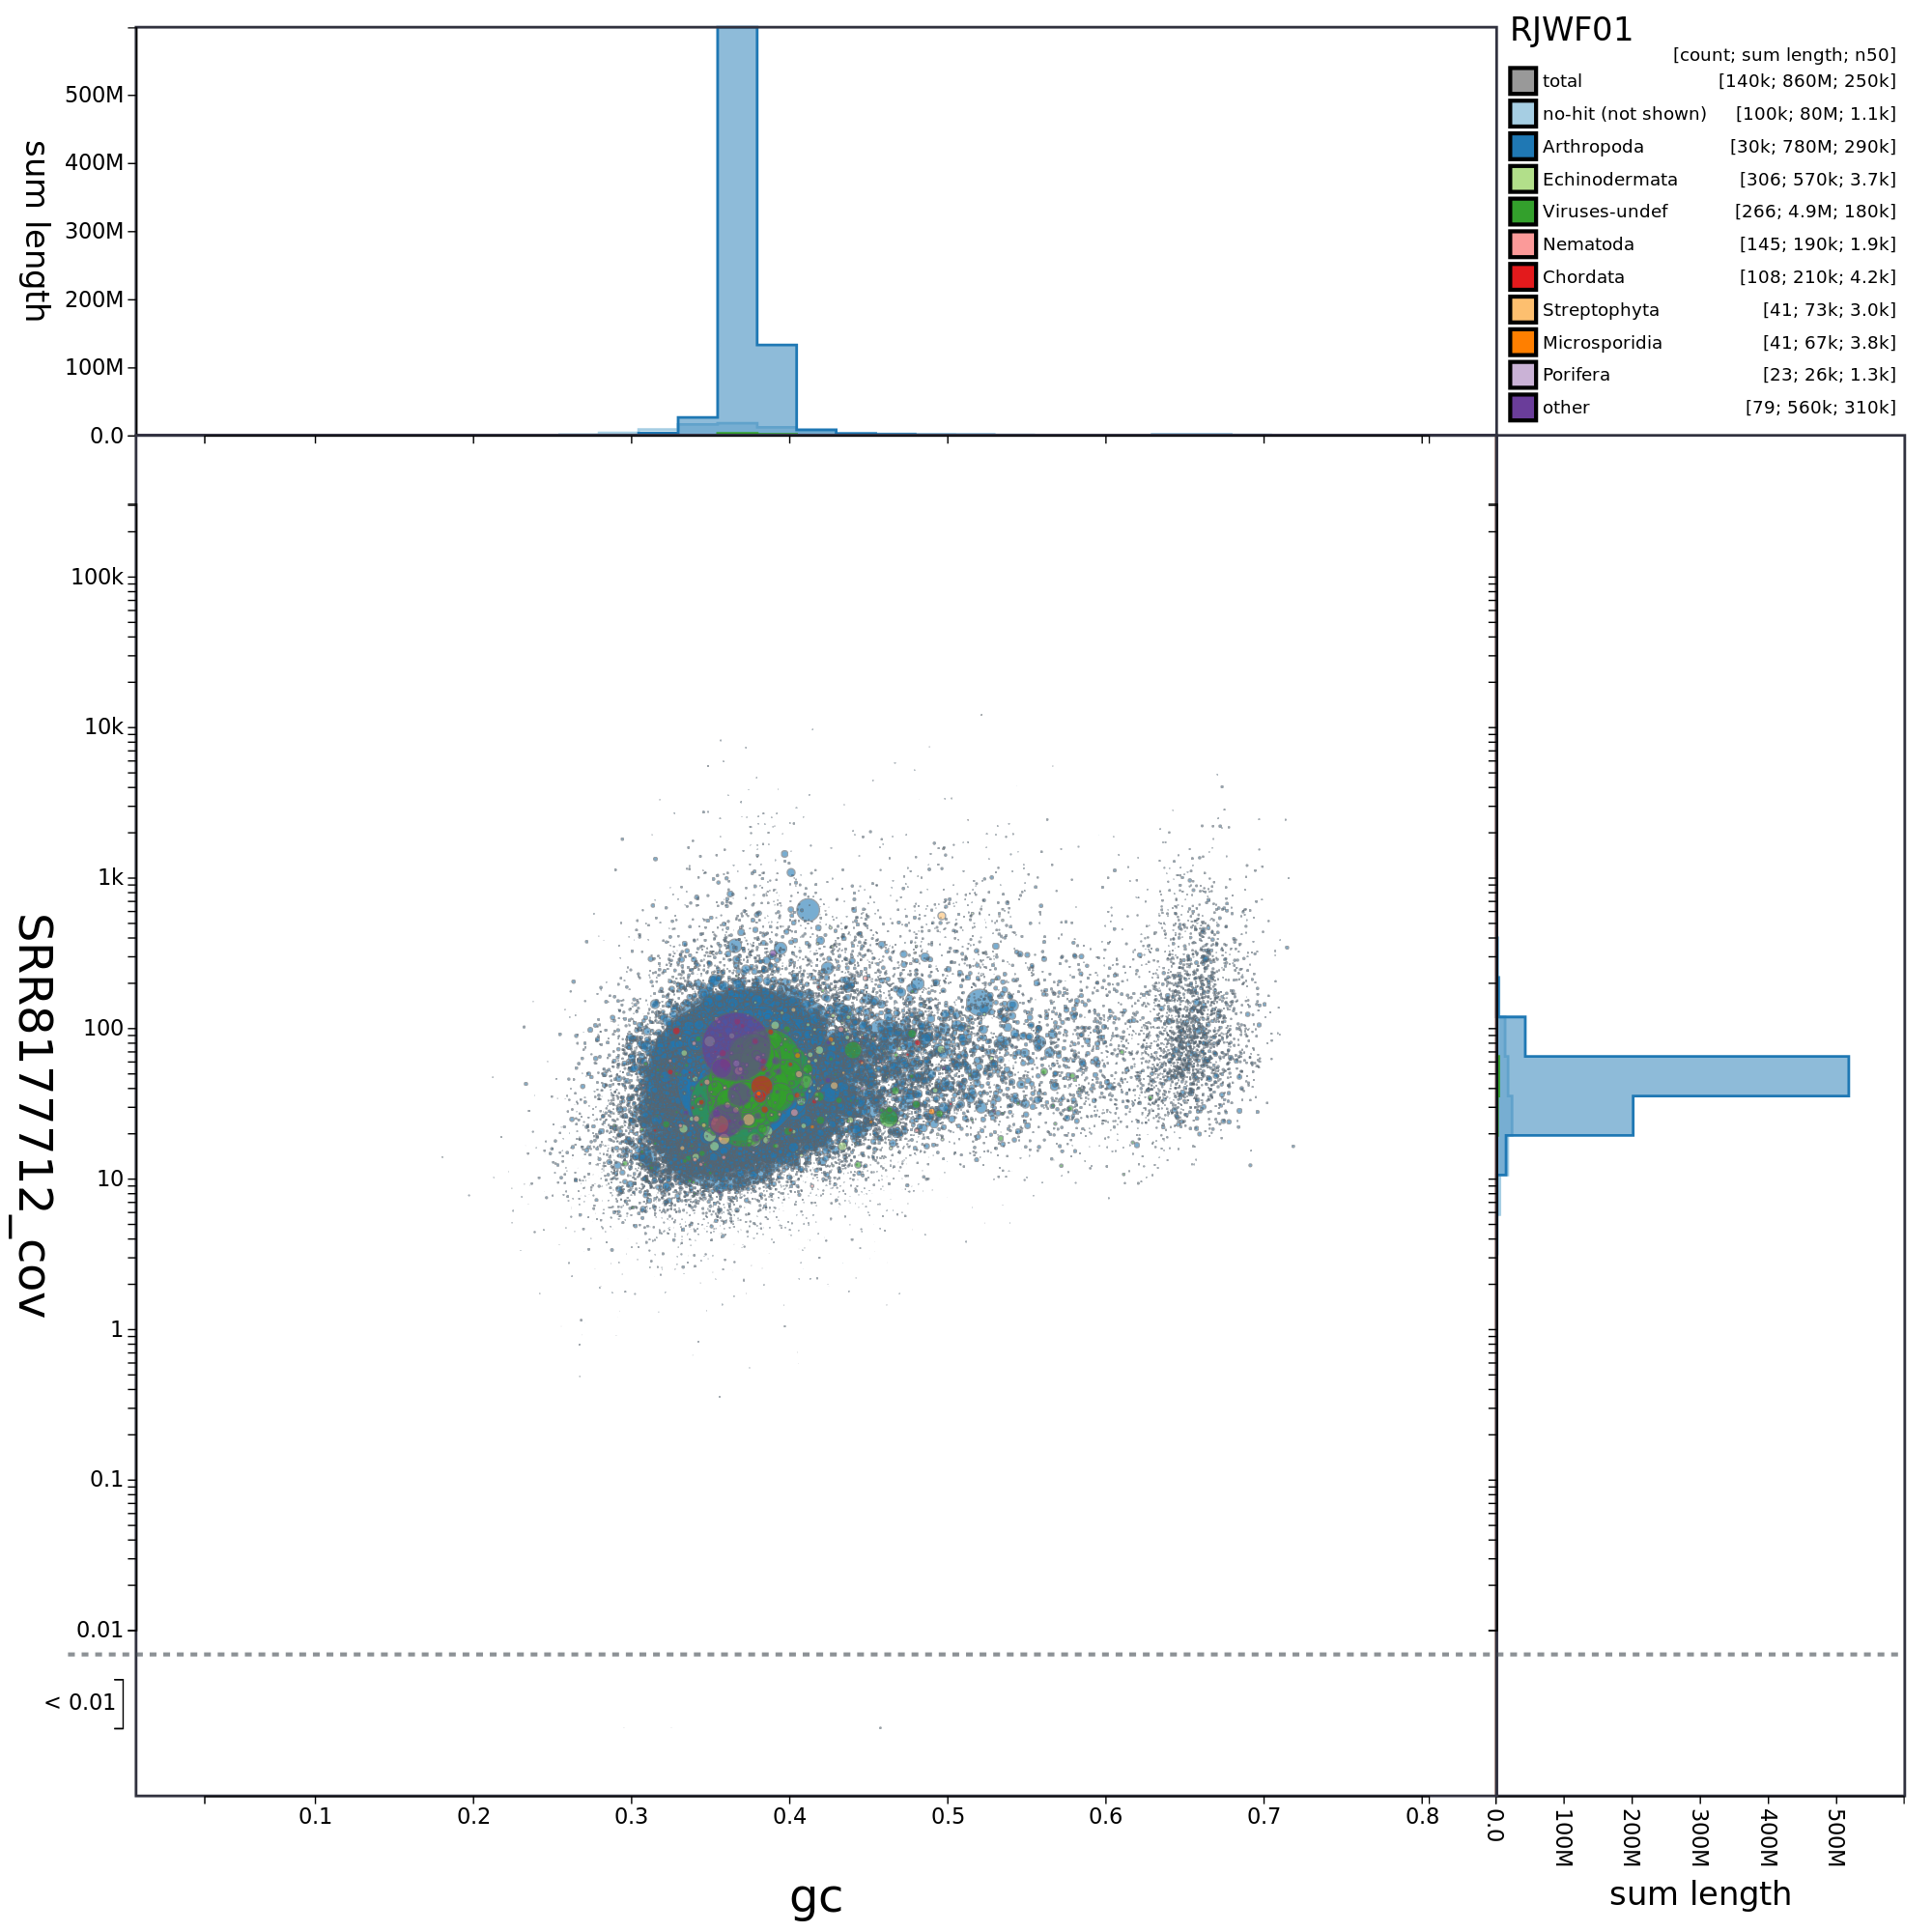 RJWF01
[count; sum length; n50]
total [140k; 860M; 250k]
no-hit (not shown) [100k; 80M; 1.1k]
Arthropoda [30k; 780M; 290k]
Echinodermata [306; 570k; 3.7k]
Viruses-undef [266; 4.9M; 180k]
Nematoda [145; 190k; 1.9k]
Chordata [108; 210k; 4.2k]
Streptophyta [41; 73k; 3.0k]
Microsporidia [41; 67k; 3.8k]
Porifera [23; 26k; 1.3k]
other [79; 560k; 310k]
sum length
500M
400M
300M
200M
100M
0.0
SRR8177712_cov
100k
10k
1k
100
10
1
0.1
0.01
< 0.01
0.1 0.2 0.3 0.4 0.5 0.6 0.7 0.8
gc
0.0 100M 200M 300M 400M 500M
sum length